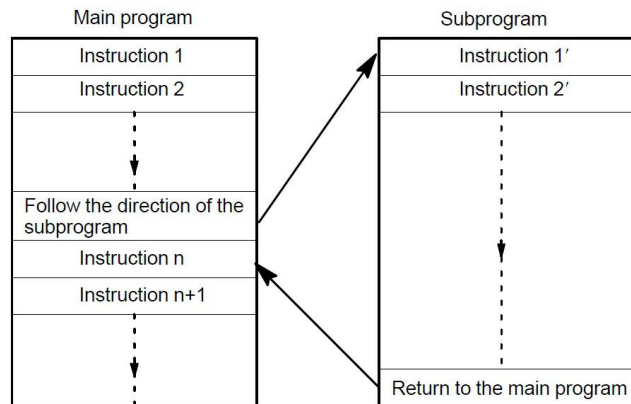 Main program
Instruction 1
Instruction 2
Follow the direction of the
subprogram
Instruction n
Instruction n+1
Subprogram
Instruction 1′
Instruction 2′
Return to the main program